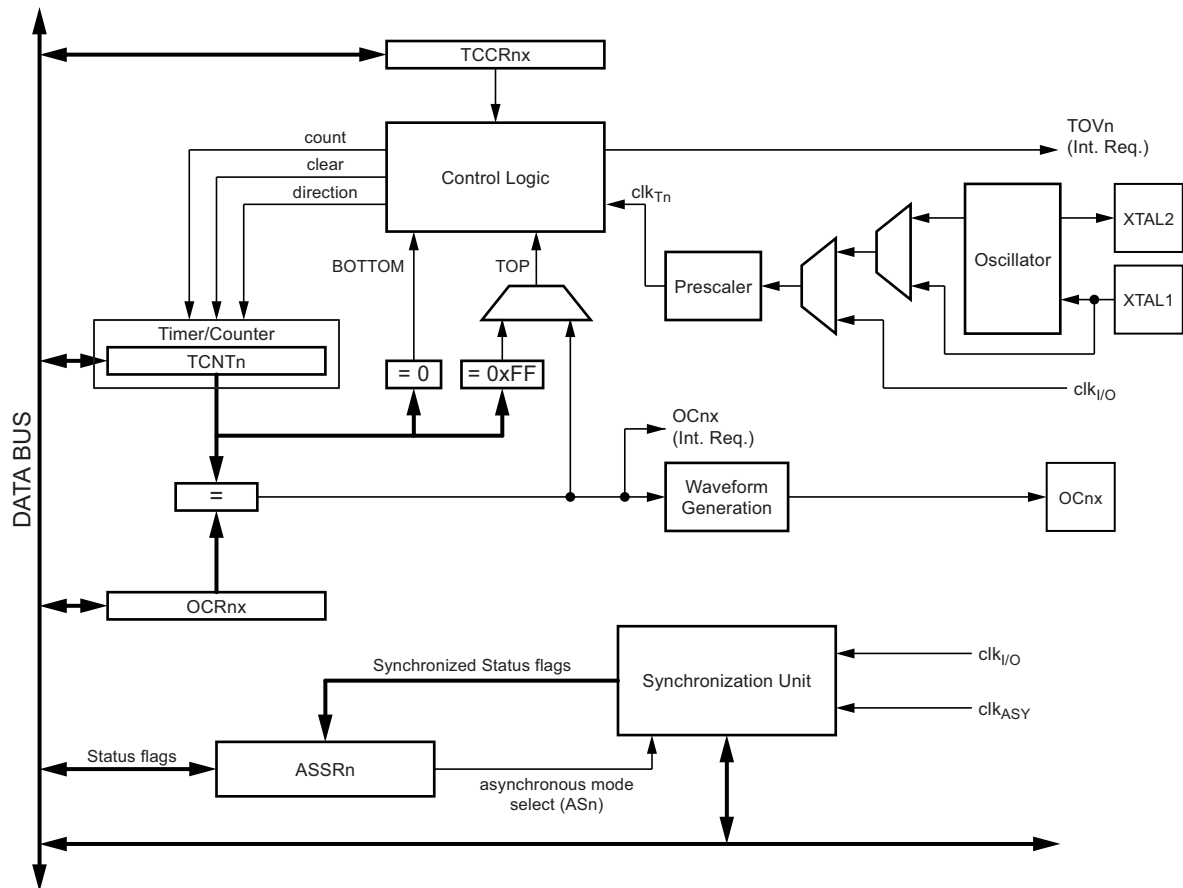 TCCRnx
count
clear
direction
Control Logic
TOVn
(Int. Req.)
clkTn
BOTTOM
TOP
Prescaler
Oscillator
XTAL2
XTAL1
clkI/O
Timer/Counter
TCNTn
= 0
= 0xFF
OCnx
(Int. Req.)
=
Waveform
Generation
OCnx
DATA BUS
OCRnx
Synchronized Status flags
Synchronization Unit
clkI/O
clkASY
Status flags
ASSRn
asynchronous mode
select (ASn)